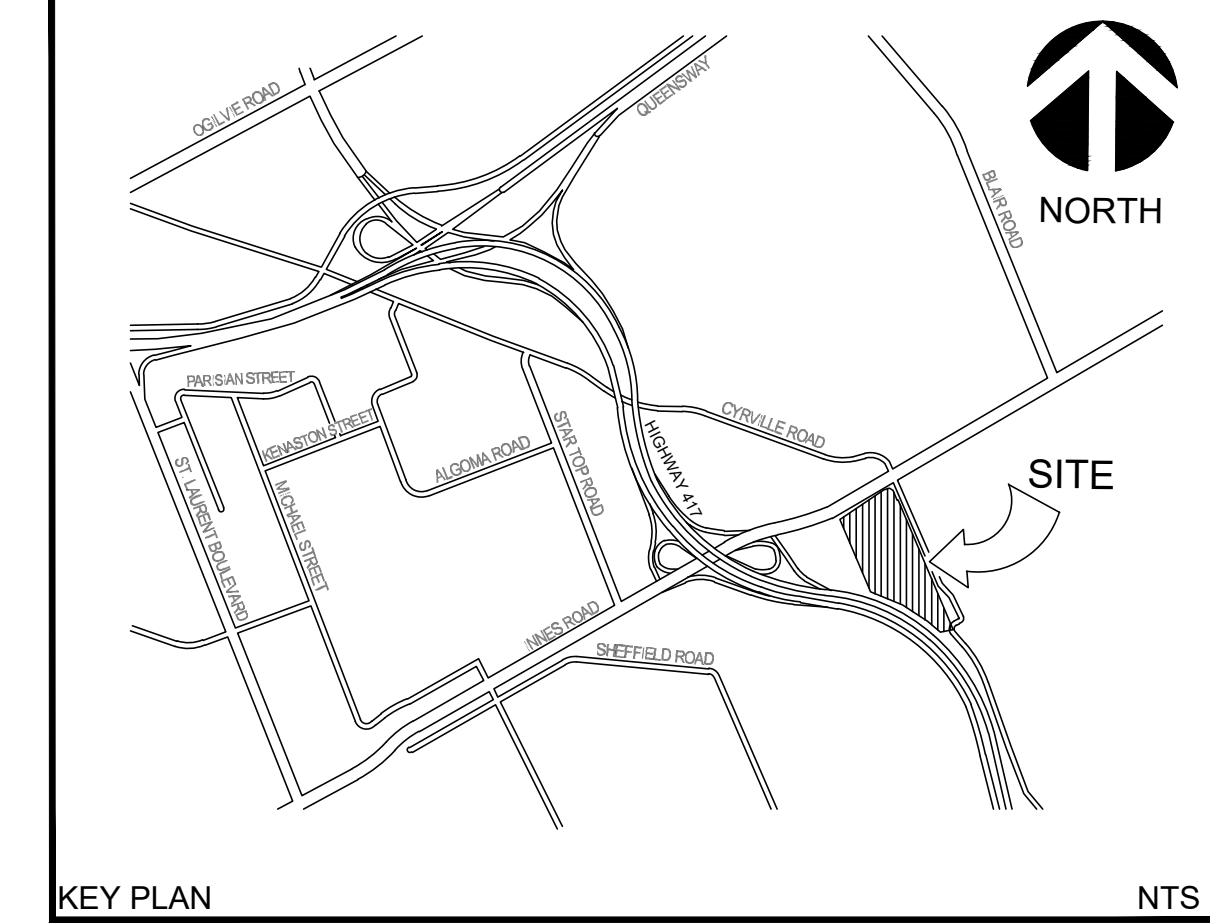 OGILVIE ROAD
QUEENSWAY
BLAIR ROAD
NORTH
PARISIAN STREET
KENASTON STREET
ALGOMA ROAD
STAR TOP ROAD
CYRVILLE ROAD
HIGHWAY 417
SITE
ST. LAURENT BOULEVARD
MICHAEL STREET
INNES ROAD
SHEFFIELD ROAD
KEY PLAN
NTS